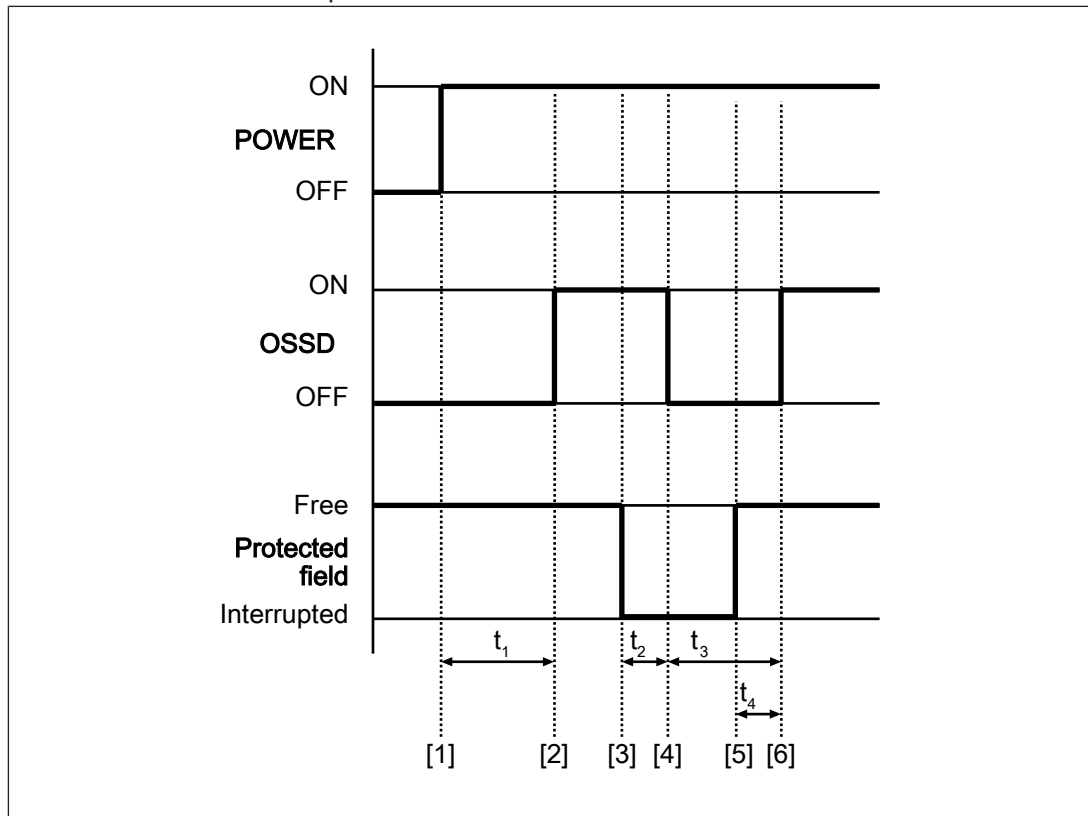 ON
POWER
OFF
ON
OSSD
OFF
Free
Protected
field
Interrupted
t1 t2 t3
t4
[1] [2] [3] [4] [5] [6]